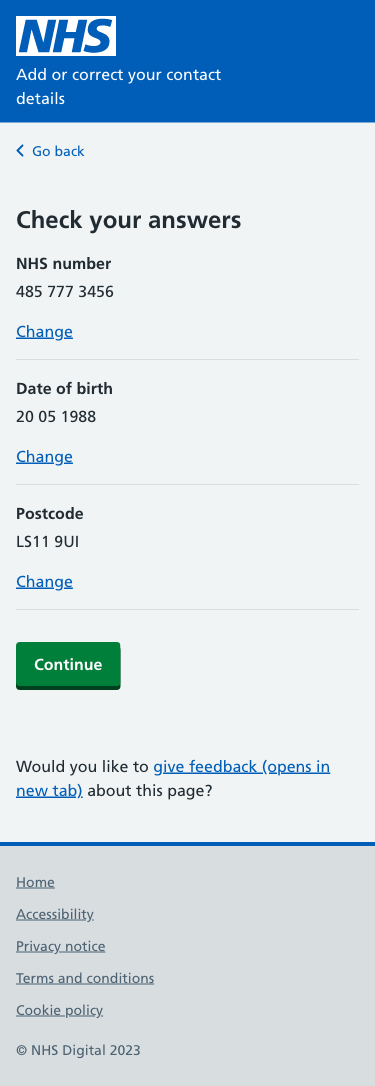 NHS
Add or correct your contact
details
Go back
Check your answers
NHS number
485 777 3456
Change
Date of birth
20 05 1988
Change
Postcode
LS11 9UI
Change
Continue
Would you like to give feedback (opens in
new tab) about this page?
Home
Accessibility
Privacy notice
Terms and conditions
Cookie policy
© NHS Digital 2023